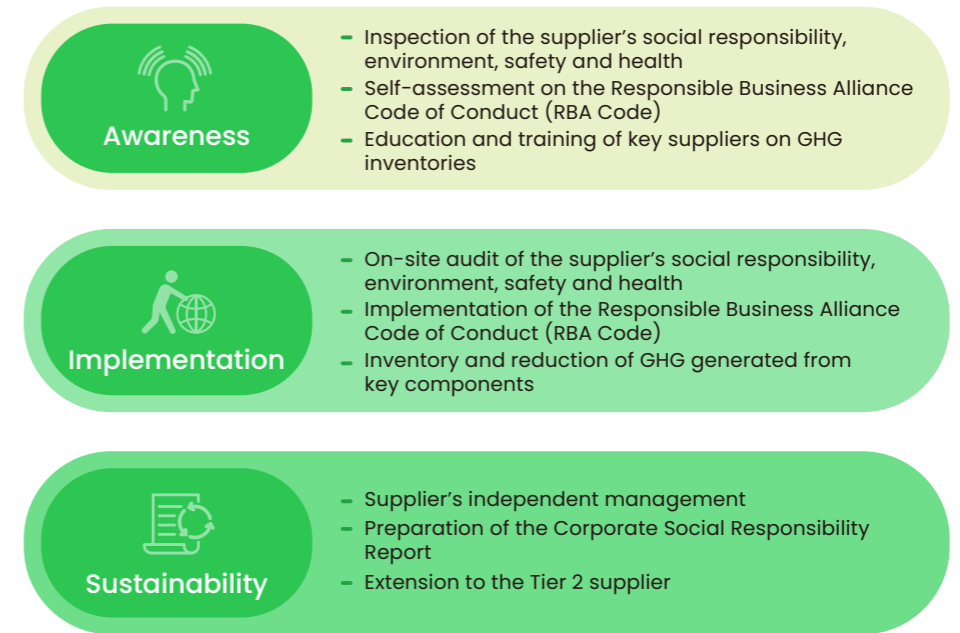 Awareness
– Inspection of the supplier’s social responsibility,
environment, safety and health
– Self-assessment on the Responsible Business Alliance
Code of Conduct (RBA Code)
– Education and training of key suppliers on GHG
inventories
Implementation
– On-site audit of the supplier’s social responsibility,
environment, safety and health
– Implementation of the Responsible Business Alliance
Code of Conduct (RBA Code)
– Inventory and reduction of GHG generated from
key components
Sustainability
– Supplier’s independent management
– Preparation of the Corporate Social Responsibility
Report
– Extension to the Tier 2 supplier